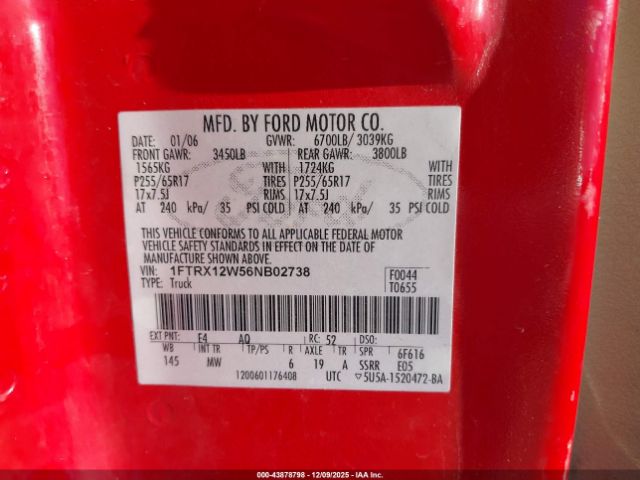 MFD. BY FORD MOTOR CO.
DATE: 01/06 GVWR: 6700LB/ 3039KG
FRONT GAWR: 3450LB REAR GAWR: 3800LB
1565KG WITH 1724KG WITH
P255/65R17 TIRES P255/65R17 TIRES
17x7.5J RIMS 17x7.5J RIMS
AT 240 kPa/ 35 PSI COLD AT 240 kPa/ 35 PSI COLD
THIS VEHICLE CONFORMS TO ALL APPLICABLE FEDERAL MOTOR
VEHICLE SAFETY STANDARDS IN EFFECT ON THE DATE OF
MANUFACTURE SHOWN ABOVE.
VIN: 1FTRX12W56NB02738 F0044
TYPE: Truck T0655
EXT PNT: E4 AQ RC: 52 DSO:
WB INT TR TP/PS R AXLE TR SPR 6F616
145 MW 6 19 A SSRR E05
1200601176408 UTC ▽5U5A-1520472-BA
000-43878798 - 12/09/2025 - IAA Inc.